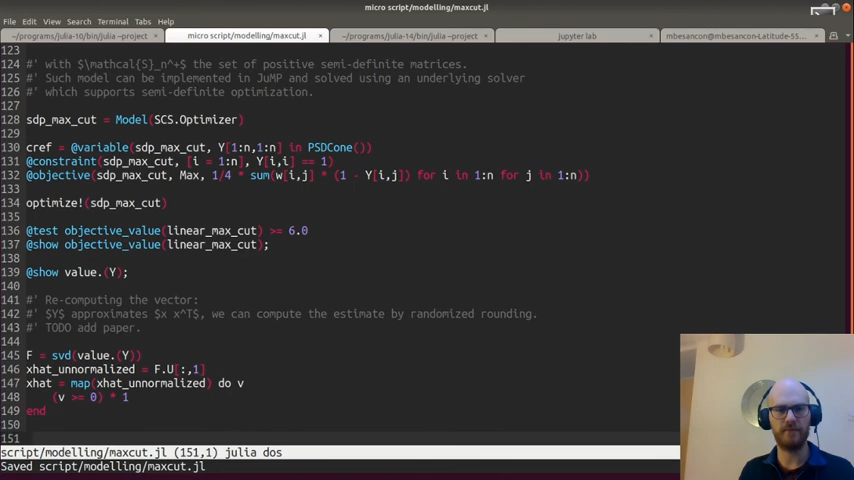 micro script/modelling/maxcut.jl
File Edit View Search Terminal Tabs Help
~/programs/julia-10/bin/julia --project × micro script/modelling/maxcut.jl × ~/programs/julia-14/bin/julia --project × jupyter lab × mbesancon@mbesancon-Latitude-55... ×
123
124 #' with $\mathcal{S}_n^+$ the set of positive semi-definite matrices.
125 #' Such model can be implemented in JuMP and solved using an underlying solver
126 #' which supports semi-definite optimization.
127
128 sdp_max_cut = Model(SCS.Optimizer)
129
130 cref = @variable(sdp_max_cut, Y[1:n,1:n] in PSDCone())
131 @constraint(sdp_max_cut, [i = 1:n], Y[i,i] == 1)
132 @objective(sdp_max_cut, Max, 1/4 * sum(w[i,j] * (1 - Y[i,j]) for i in 1:n for j in 1:n))
133
134 optimize!(sdp_max_cut)
135
136 @test objective_value(linear_max_cut) >= 6.0
137 @show objective_value(linear_max_cut);
138
139 @show value.(Y);
140
141 #' Re-computing the vector:
142 #' $Y$ approximates $x x^T$, we can compute the estimate by randomized rounding.
143 #' TODO add paper.
144
145 F = svd(value.(Y))
146 xhat_unnormalized = F.U[:,1]
147 xhat = map(xhat_unnormalized) do v
148     (v >= 0) * 1
149 end
150
151
script/modelling/maxcut.jl (151,1) julia dos
Saved script/modelling/maxcut.jl